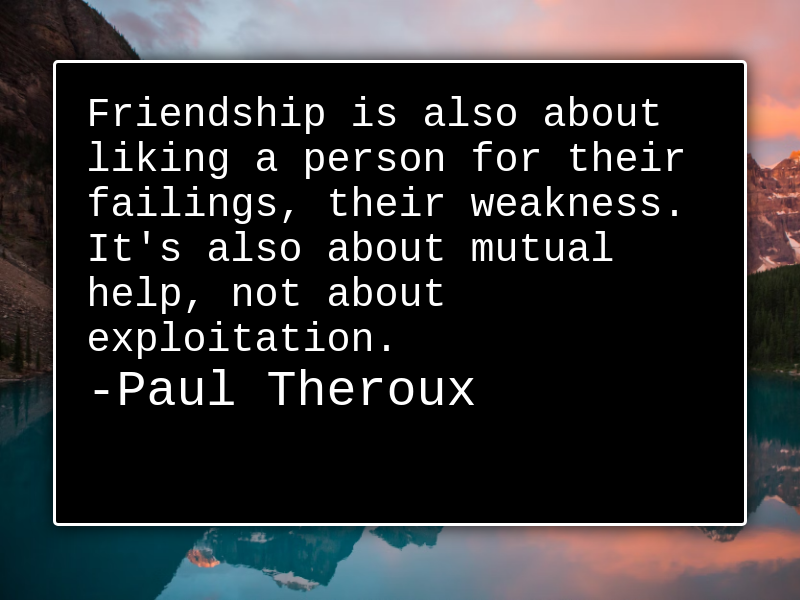 Friendship is also about
liking a person for their
failings, their weakness.
It's also about mutual
help, not about
exploitation.
-Paul Theroux